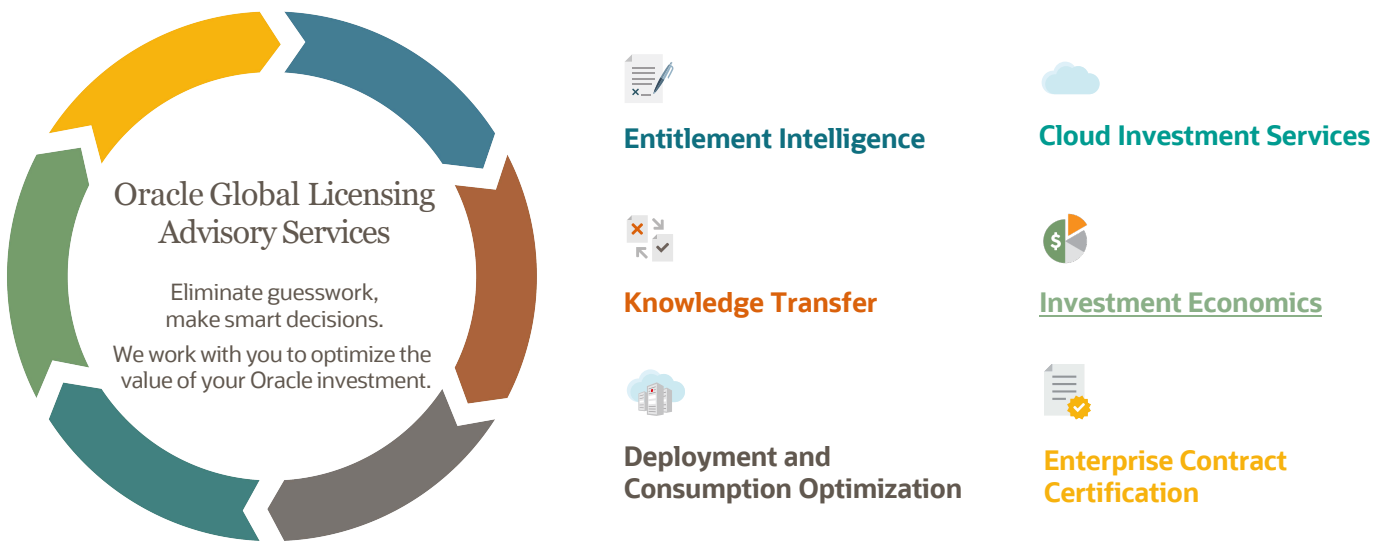 Oracle Global Licensing
Advisory Services
Eliminate guesswork,
make smart decisions.
We work with you to optimize the
value of your Oracle investment.
Entitlement Intelligence
Cloud Investment Services
Knowledge Transfer
Investment Economics
Deployment and
Consumption Optimization
Enterprise Contract
Certification